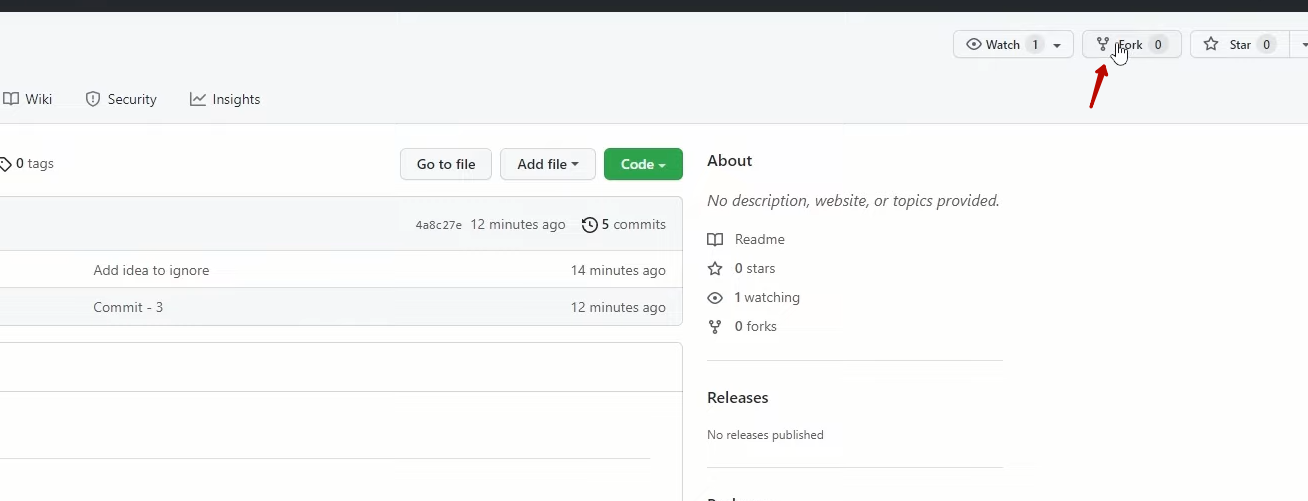 Watch 1 Fork 0 Star 0
Wiki Security Insights
0 tags Go to file Add file Code
About
No description, website, or topics provided.
4a8c27e 12 minutes ago 5 commits
Readme
Add idea to ignore 14 minutes ago
0 stars
Commit - 3 12 minutes ago
1 watching
0 forks
Releases
No releases published